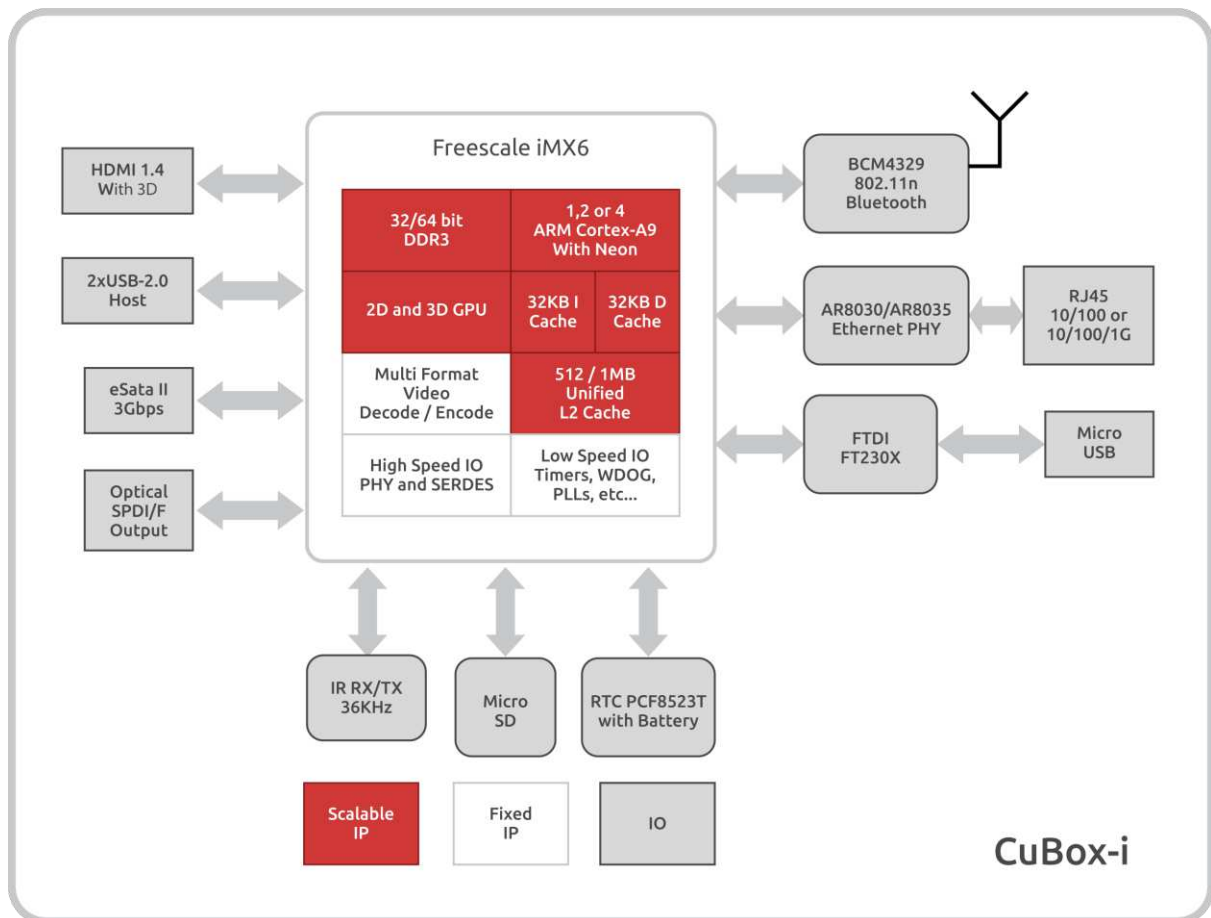 Freescale iMX6
HDMI 1.4
With 3D
2xUSB-2.0
Host
eSata II
3Gbps
Optical
SPDI/F
Output
32/64 bit
DDR3
1,2 or 4
ARM Cortex-A9
With Neon
2D and 3D GPU
32KB I
Cache
32KB D
Cache
Multi Format
Video
Decode / Encode
512 / 1MB
Unified
L2 Cache
High Speed IO
PHY and SERDES
Low Speed IO
Timers, WDOG,
PLLs, etc...
BCM4329
802.11n
Bluetooth
AR8030/AR8035
Ethernet PHY
RJ45
10/100 or
10/100/1G
FTDI
FT230X
Micro
USB
IR RX/TX
36KHz
Micro
SD
RTC PCF8523T
with Battery
Scalable
IP
Fixed
IP
IO
CuBox-i